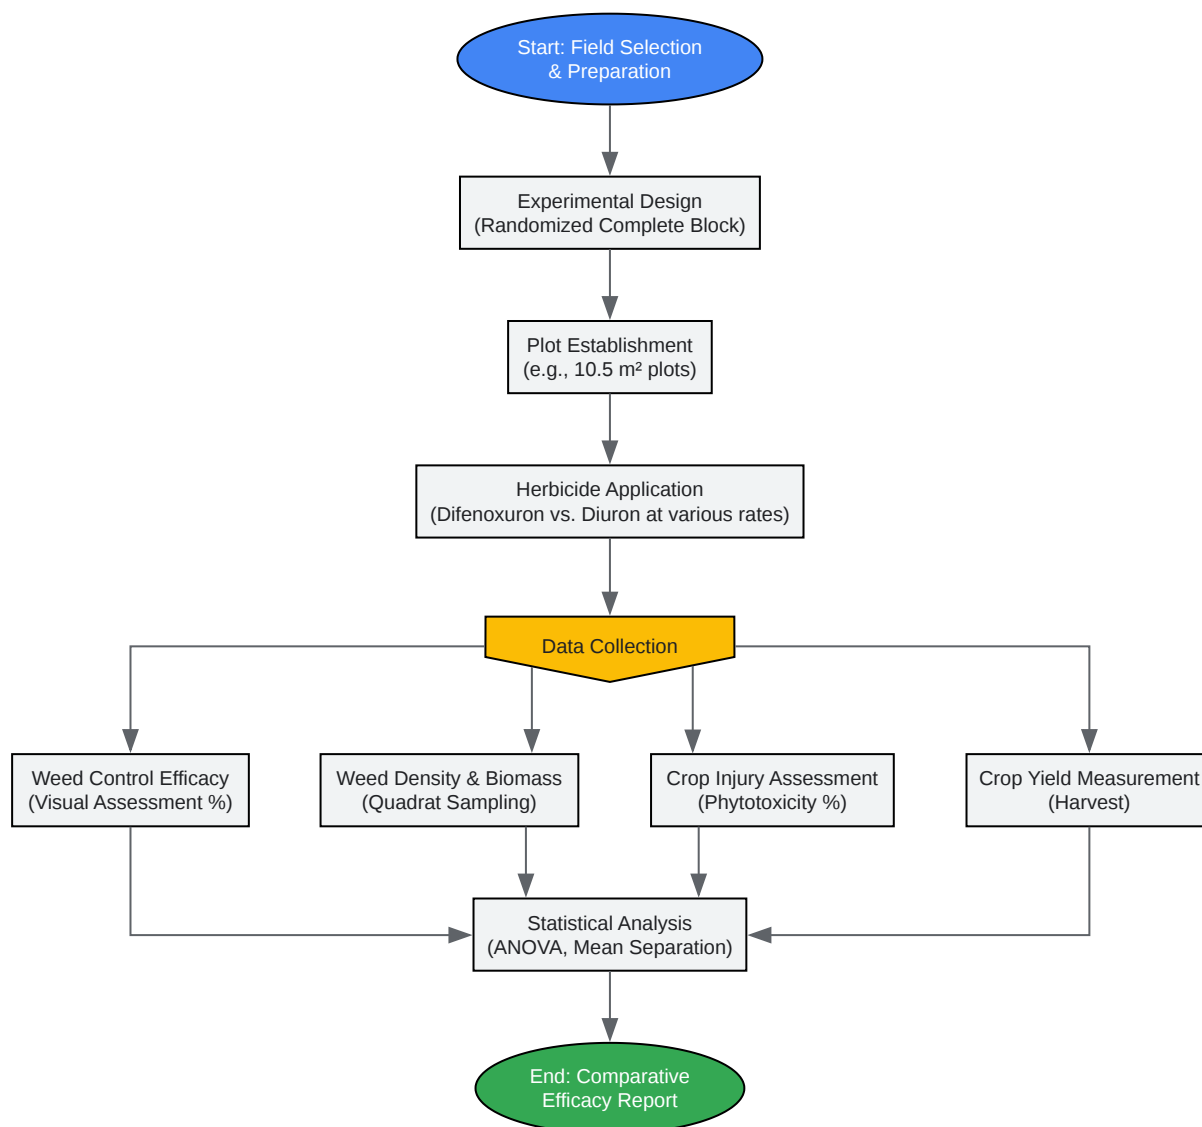 Start: Field Selection
& Preparation
Experimental Design
(Randomized Complete Block)
Plot Establishment
(e.g., 10.5 m² plots)
Herbicide Application
(Difenoxuron vs. Diuron at various rates)
Data Collection
Weed Control Efficacy
(Visual Assessment %)
Weed Density & Biomass
(Quadrat Sampling)
Crop Injury Assessment
(Phytotoxicity %)
Crop Yield Measurement
(Harvest)
Statistical Analysis
(ANOVA, Mean Separation)
End: Comparative
Efficacy Report